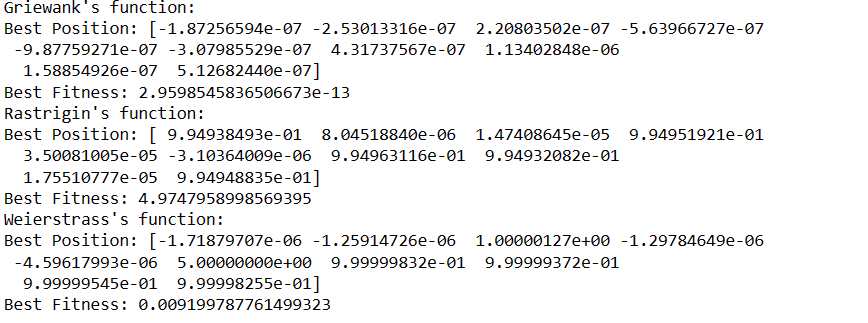 Griewank's function:
Best Position: [-1.87256594e-07 -2.53013316e-07  2.20803502e-07 -5.63966727e-07
 -9.87759271e-07 -3.07985529e-07  4.31737567e-07  1.13402848e-06
  1.58854926e-07  5.12682440e-07]
Best Fitness: 2.9598545836506673e-13
Rastrigin's function:
Best Position: [ 9.94938493e-01  8.04518840e-06  1.47408645e-05  9.94951921e-01
  3.50081005e-05 -3.10364009e-06  9.94963116e-01  9.94932082e-01
  1.75510777e-05  9.94948835e-01]
Best Fitness: 4.9747958998569395
Weierstrass's function:
Best Position: [-1.71879707e-06 -1.25914726e-06  1.00000127e+00 -1.29784649e-06
 -4.59617993e-06  5.00000000e+00  9.99999832e-01  9.99999372e-01
  9.99999545e-01  9.99998255e-01]
Best Fitness: 0.009199787761499323